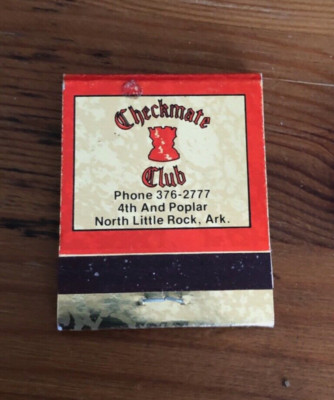 Checkmate
Club
Phone 376-2777
4th And Poplar
North Little Rock, Ark.